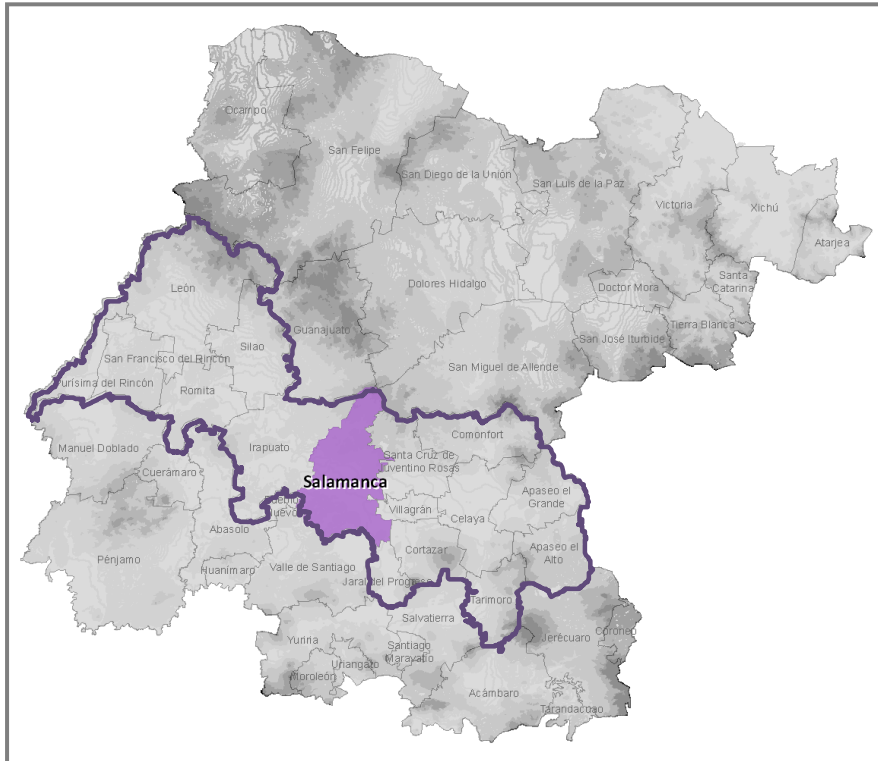 Ocampo
San Felipe
San Diego de la Unión
San Luis de la Paz
Victoria
Xichú
Atarjea
León
Dolores Hidalgo
Doctor Mora
Santa
Catarina
Guanajuato
Silao
San Miguel de Allende
San José Iturbide
Tierra Blanca
San Francisco del Rincón
Purísima del Rincón
Romita
Manuel Doblado
Irapuato
Comonfort
Cuerámaro
Santa Cruz de
Juventino Rosas
Salamanca
Apaseo el
Grande
Pueblo
Nuevo
Villagrán
Celaya
Abasolo
Cortazar
Apaseo el
Alto
Pénjamo
Huanímaro
Valle de Santiago
Jaral del Progreso
Tarimoro
Salvatierra
Jerécuaro
Coroneo
Yuriria
Santiago
Maravatío
Uriangato
Moroleón
Acámbaro
Tarandacuao